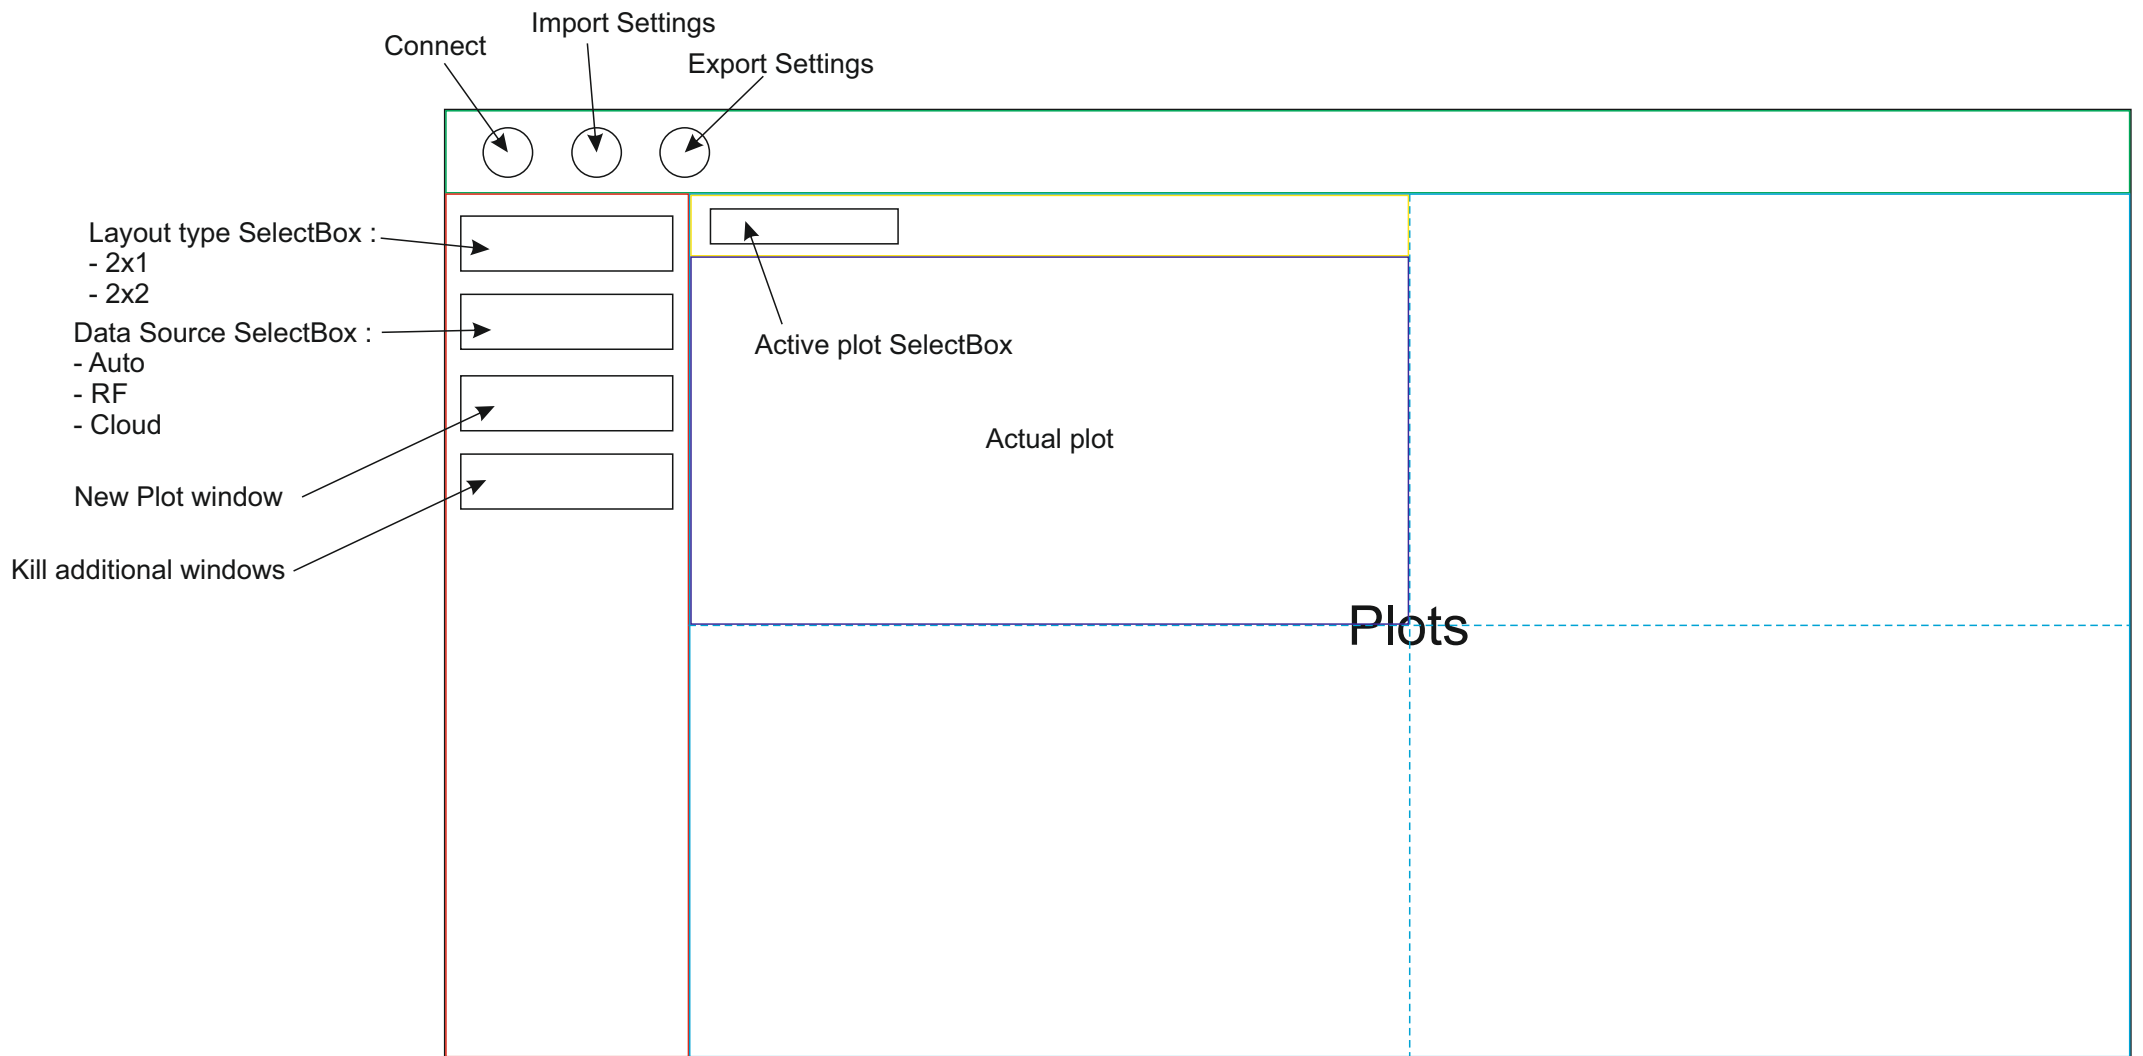 Import Settings
Connect
Export Settings
Layout type SelectBox :
- 2x1
- 2x2
Data Source SelectBox :
- Auto
- RF
- Cloud
Active plot SelectBox
Actual plot
New Plot window
Kill additional windows
Plots